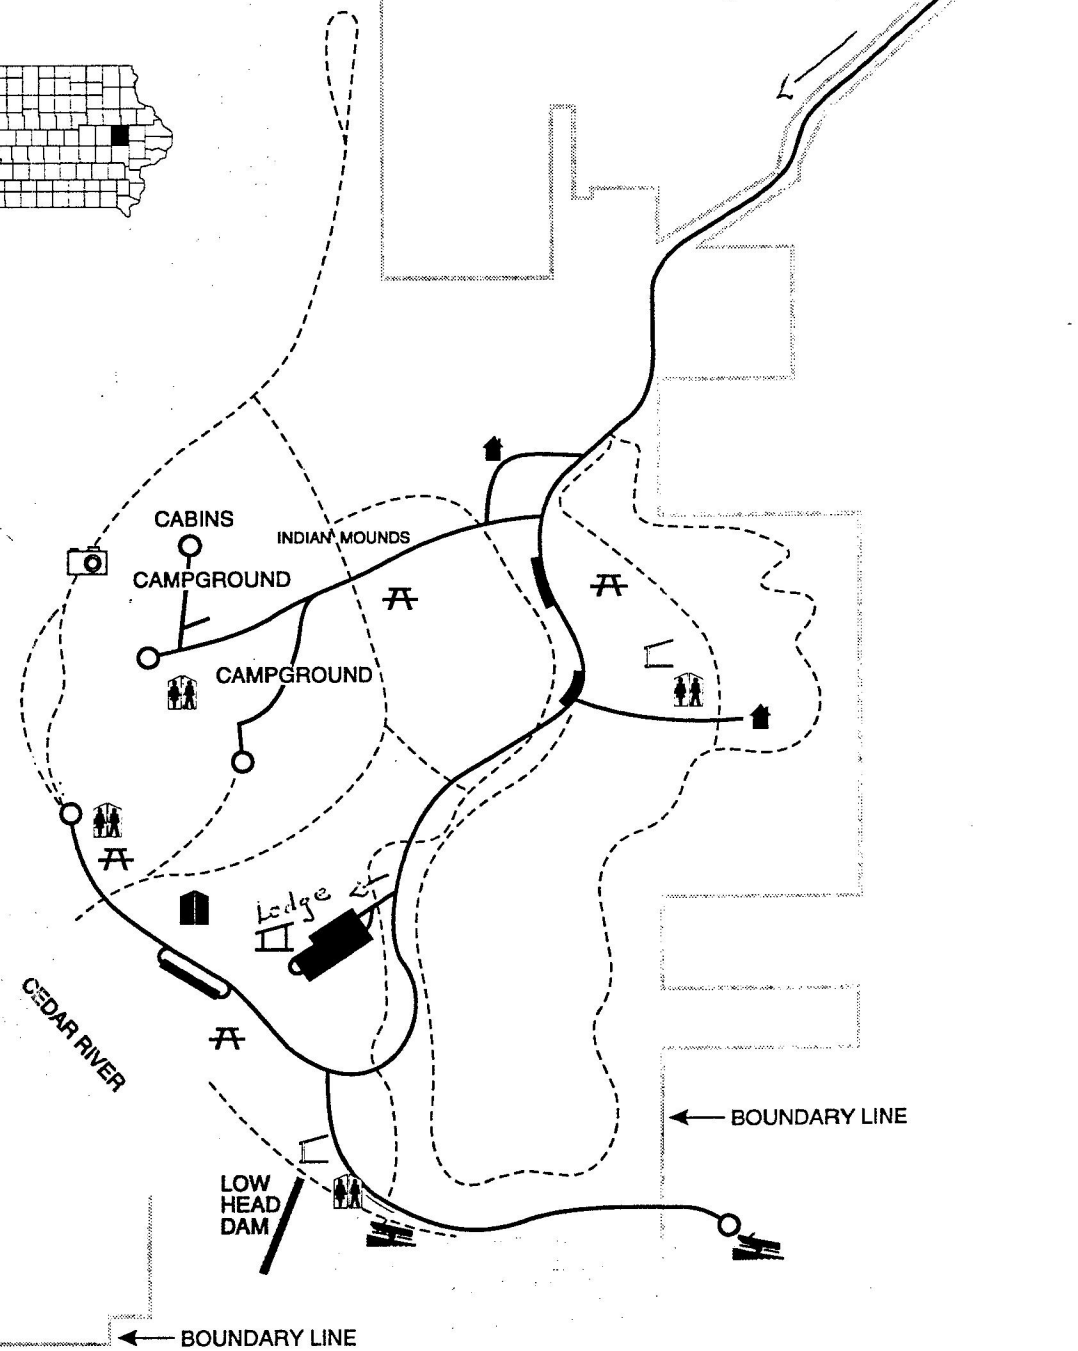 CABINS
INDIAN MOUNDS
CAMPGROUND
CAMPGROUND
Lodge
CEDAR RIVER
BOUNDARY LINE
LOW
HEAD
DAM
BOUNDARY LINE